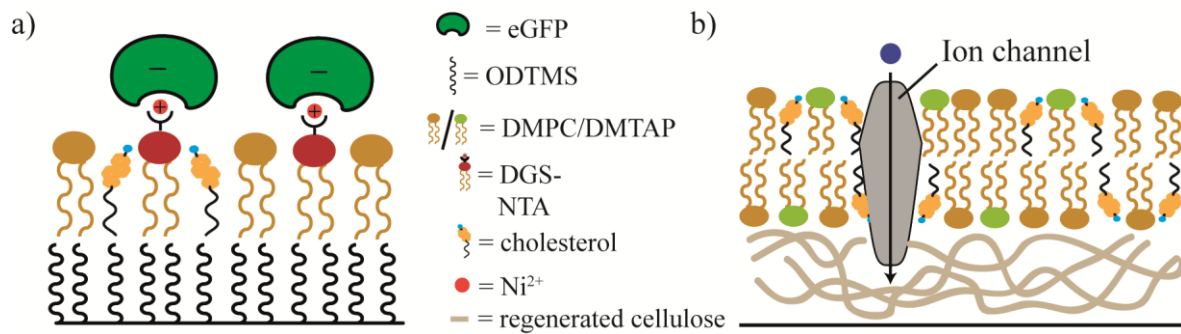 a)
= eGFP
= ODTMS
= DMPC/DMTAP
= DGS-
NTA
= cholesterol
= Ni²⁺
= regenerated cellulose
− −
+ +
b)
Ion channel